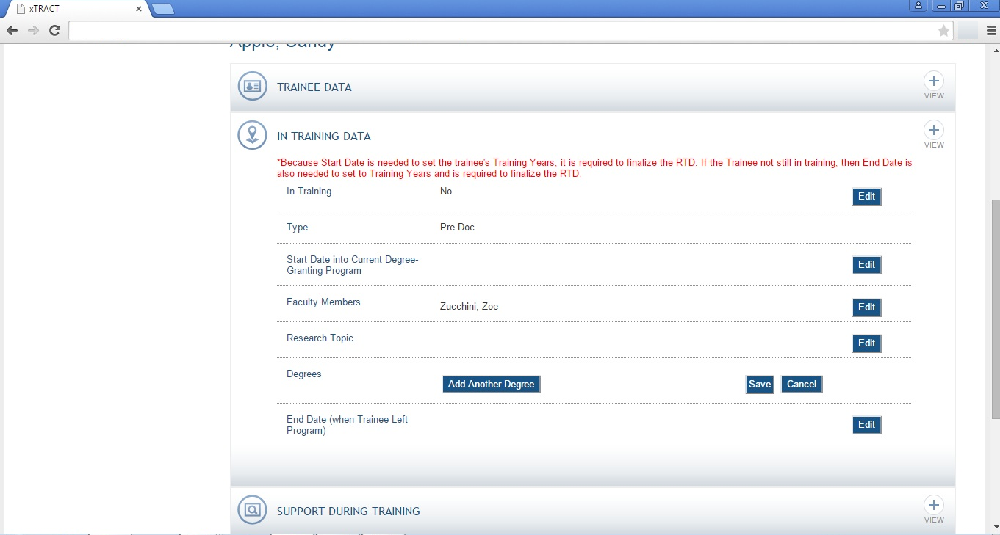 xTRACT
Apple, Candy
TRAINEE DATA
VIEW
IN TRAINING DATA
VIEW
*Because Start Date is needed to set the trainee's Training Years, it is required to finalize the RTD. If the Trainee not still in training, then End Date is
also needed to set to Training Years and is required to finalize the RTD.
In Training No Edit
Type Pre-Doc
Start Date into Current Degree-
Granting Program Edit
Faculty Members Zucchini, Zoe Edit
Research Topic Edit
Degrees Add Another Degree Save Cancel
End Date (when Trainee Left
Program) Edit
SUPPORT DURING TRAINING
VIEW